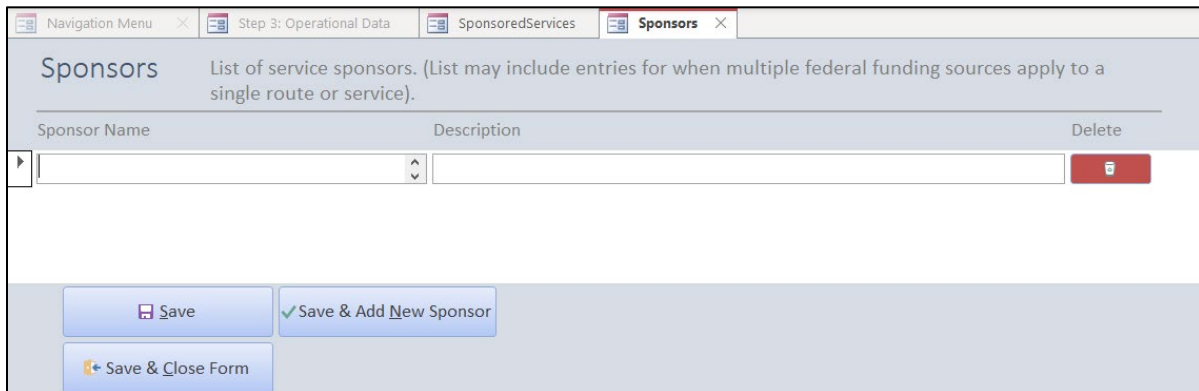 Navigation Menu Step 3: Operational Data SponsoredServices Sponsors
Sponsors
List of service sponsors. (List may include entries for when multiple federal funding sources apply to a
single route or service).
Sponsor Name Description Delete
Save Save & Add New Sponsor
Save & Close Form